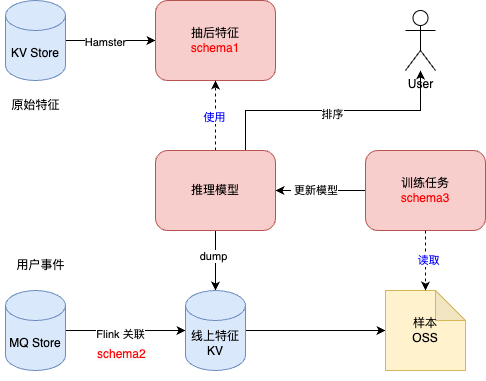 KV Store
Hamster
抽后特征
schema1
User
原始特征
使用
排序
推理模型
更新模型
训练任务
schema3
dump
读取
用户事件
MQ Store
Flink 关联
schema2
线上特征
KV
样本
OSS